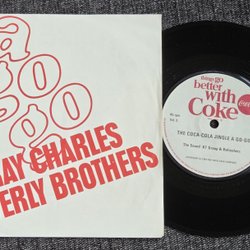 a
go
go
RAY CHARLES
ERLY BROTHERS
things go
better
with
Coke
Coca-Cola
THE COCA-COLA JINGLE A-GO-GO